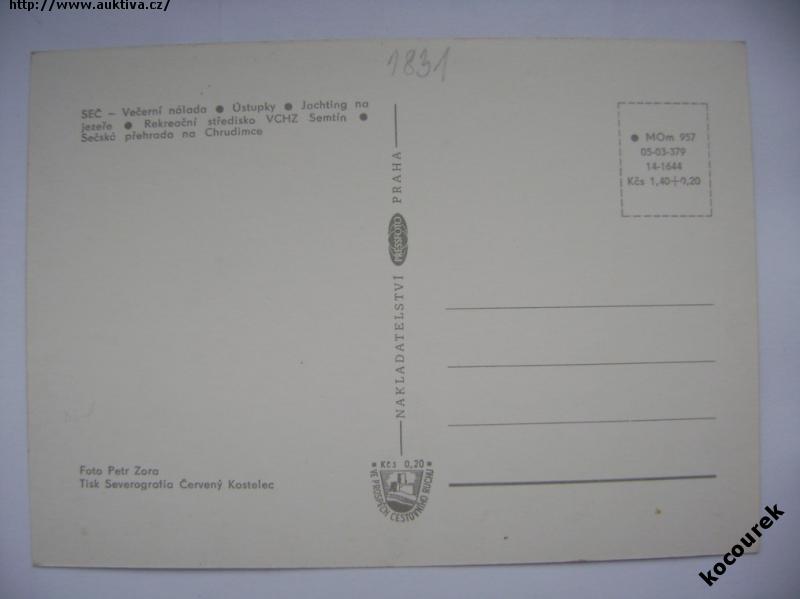 http://www.auktiva.cz/
1831
SEČ – Večerní nálada ● Ústupky ● Jachting na
jezeře ● Rekreační středisko VCHZ Semtín ●
Sečská přehrada na Chrudimce
● MOm 957
05-03-379
14-1644
Kčs 1,40+0,20
NAKLADATELSTVÍ PRESSFOTO PRAHA
Kčs 0,20
VE PROSPĚCH CESTOVNÍHO RUCHU
Foto Petr Zora
Tisk Severografia Červený Kostelec
kocourek